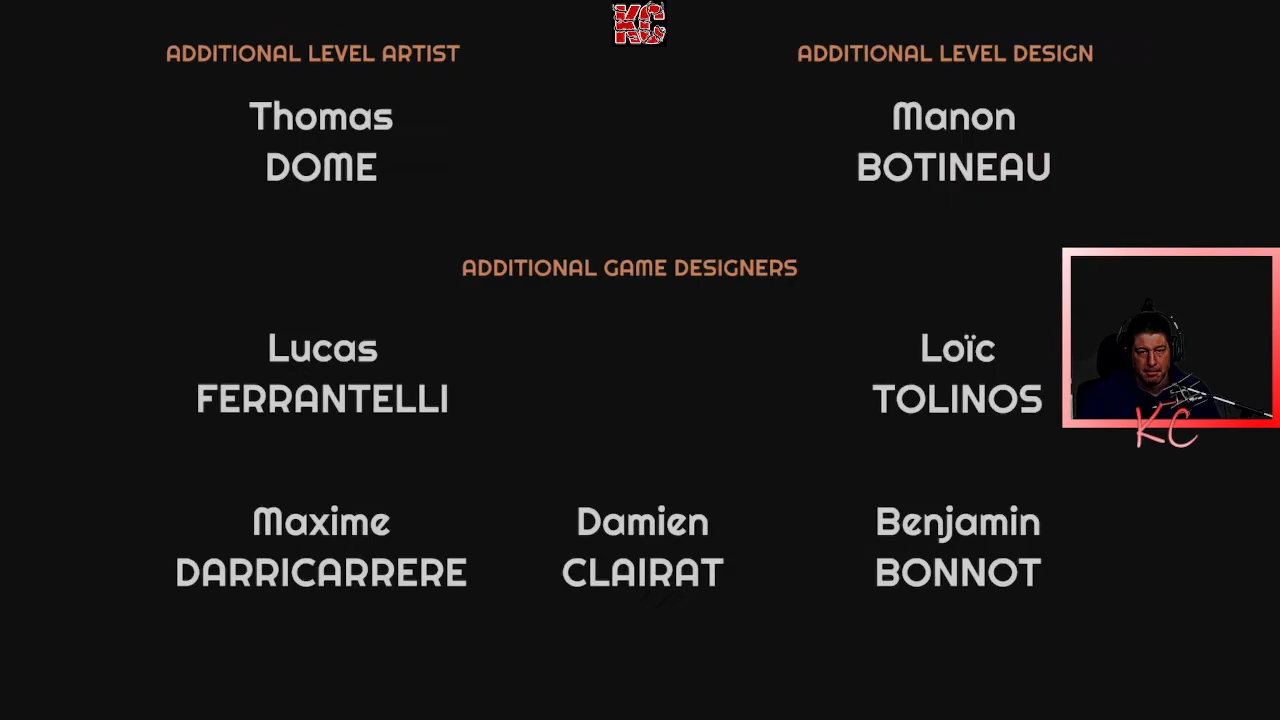 KC
ADDITIONAL LEVEL ARTIST
ADDITIONAL LEVEL DESIGN
Thomas
DOME
Manon
BOTINEAU
ADDITIONAL GAME DESIGNERS
Lucas
FERRANTELLI
Loïc
TOLINOS
KC
Maxime
DARRICARRERE
Damien
CLAIRAT
Benjamin
BONNOT